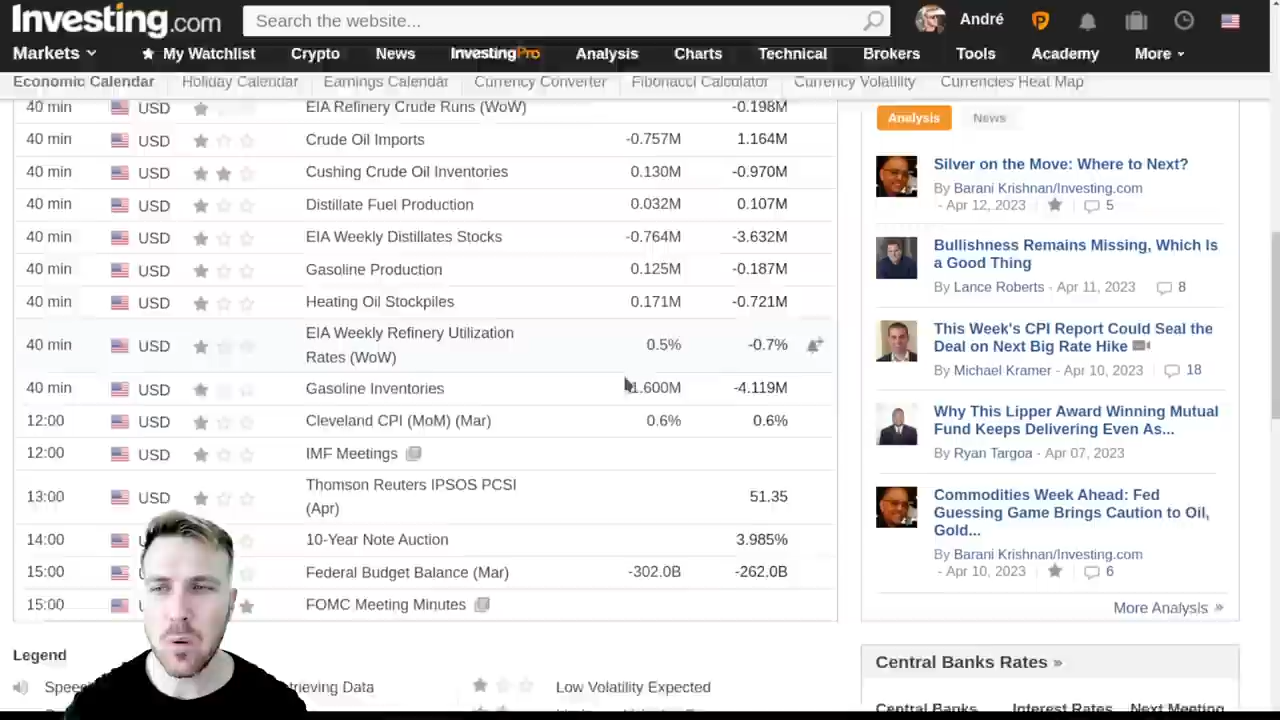 Investing.com
Search the website...
André
Markets
My Watchlist
Crypto
News
InvestingPro
Analysis
Charts
Technical
Brokers
Tools
Academy
More
Economic Calendar
Holiday Calendar
Earnings Calendar
Currency Converter
Fibonacci Calculator
Currency Volatility
Currencies Heat Map
40 min USD EIA Refinery Crude Runs (WoW) -0.198M
40 min USD Crude Oil Imports -0.757M 1.164M
40 min USD Cushing Crude Oil Inventories 0.130M -0.970M
40 min USD Distillate Fuel Production 0.032M 0.107M
40 min USD EIA Weekly Distillates Stocks -0.764M -3.632M
40 min USD Gasoline Production 0.125M -0.187M
40 min USD Heating Oil Stockpiles 0.171M -0.721M
40 min USD EIA Weekly Refinery Utilization
Rates (WoW) 0.5% -0.7%
40 min USD Gasoline Inventories 1.600M -4.119M
12:00 USD Cleveland CPI (MoM) (Mar) 0.6% 0.6%
12:00 USD IMF Meetings
13:00 USD Thomson Reuters IPSOS PCSI
(Apr) 51.35
14:00 10-Year Note Auction 3.985%
15:00 Federal Budget Balance (Mar) -302.0B -262.0B
15:00 FOMC Meeting Minutes
Legend
Retrieving Data
Low Volatility Expected
Analysis
News
Silver on the Move: Where to Next?
By Barani Krishnan/Investing.com
- Apr 12, 2023 5
Bullishness Remains Missing, Which Is
a Good Thing
By Lance Roberts - Apr 11, 2023 8
This Week's CPI Report Could Seal the
Deal on Next Big Rate Hike
By Michael Kramer - Apr 10, 2023 18
Why This Lipper Award Winning Mutual
Fund Keeps Delivering Even As...
By Ryan Targoa - Apr 07, 2023
Commodities Week Ahead: Fed
Guessing Game Brings Caution to Oil,
Gold...
By Barani Krishnan/Investing.com
- Apr 10, 2023 6
More Analysis »
Central Banks Rates »
Central Banks
Interest Rates
Next Meeting